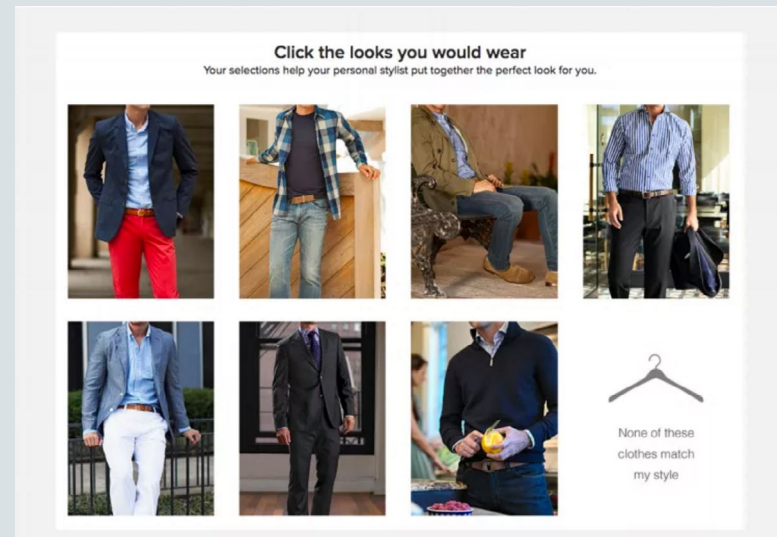 Click the looks you would wear
Your selections help your personal stylist put together the perfect look for you.
None of these
clothes match
my style